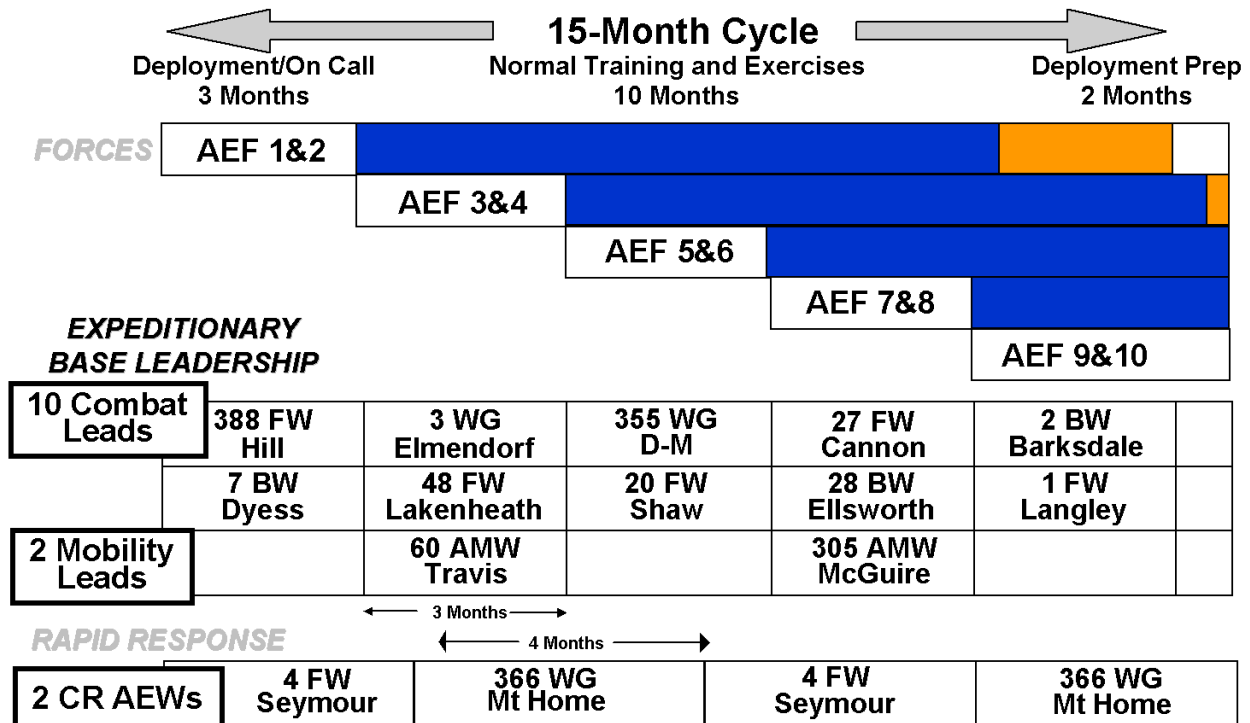 15-Month Cycle
Deployment/On Call
3 Months
Normal Training and Exercises
10 Months
Deployment Prep
2 Months
FORCES
AEF 1&2
AEF 3&4
AEF 5&6
AEF 7&8
AEF 9&10
EXPEDITIONARY
BASE LEADERSHIP
10 Combat
Leads
388 FW
Hill
3 WG
Elmendorf
355 WG
D-M
27 FW
Cannon
2 BW
Barksdale
7 BW
Dyess
48 FW
Lakenheath
20 FW
Shaw
28 BW
Ellsworth
1 FW
Langley
2 Mobility
Leads
60 AMW
Travis
305 AMW
McGuire
3 Months
RAPID RESPONSE
4 Months
2 CR AEWs
4 FW
Seymour
366 WG
Mt Home
4 FW
Seymour
366 WG
Mt Home